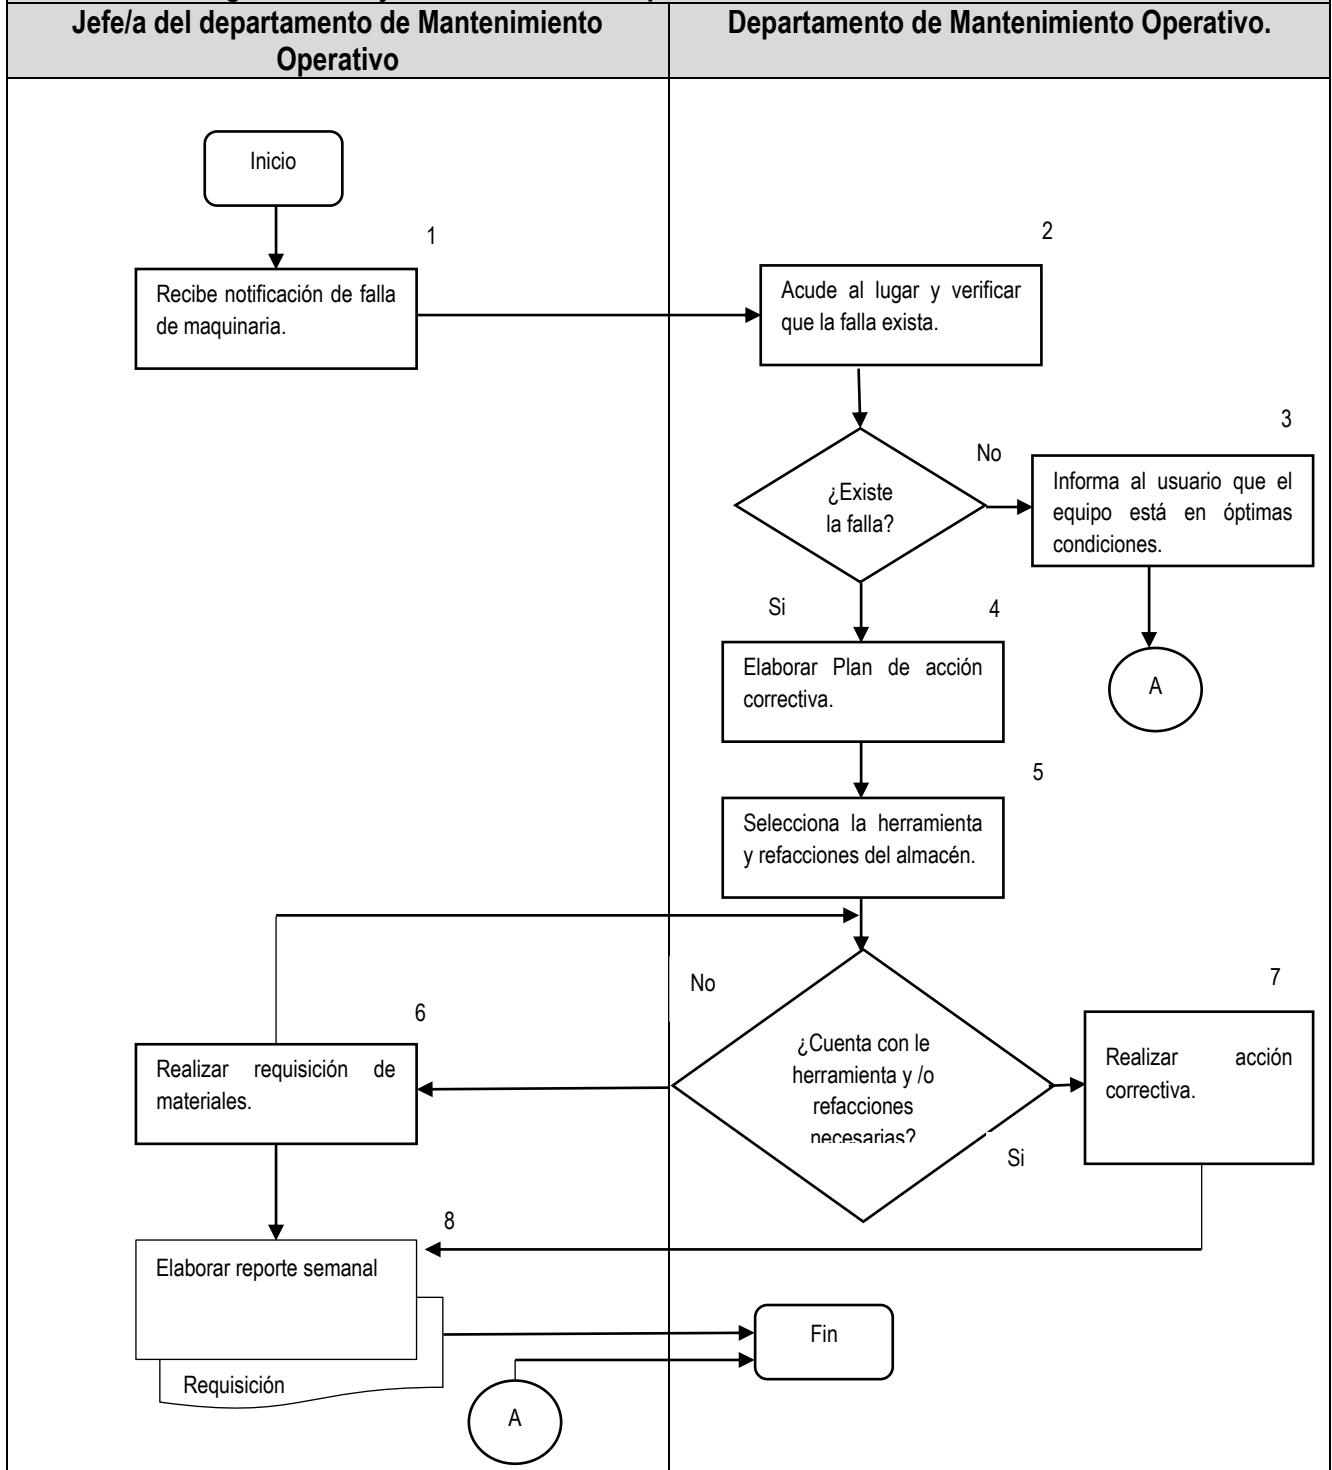 Jefe/a del departamento de Mantenimiento
Operativo
Departamento de Mantenimiento Operativo.
Inicio
1
Recibe notificación de falla
de maquinaria.
2
Acude al lugar y verificar
que la falla exista.
¿Existe
la falla?
No
3
Informa al usuario que el
equipo está en óptimas
condiciones.
A
Si
4
Elaborar Plan de acción
correctiva.
5
Selecciona la herramienta
y refacciones del almacén.
No
¿Cuenta con le
herramienta y /o
refacciones
necesarias?
6
Realizar requisición de
materiales.
Si
7
Realizar acción
correctiva.
8
Elaborar reporte semanal
Requisición
A
Fin